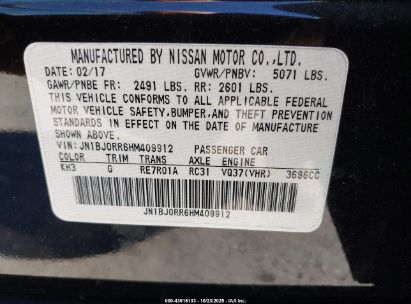 MANUFACTURED BY NISSAN MOTOR CO.,LTD.
DATE 02/17 GVWR/PNBV: 5071 LBS.
GAWR/PNBE FR: 2491 LBS. RR: 2601 LBS.
THIS VEHICLE CONFORMS TO ALL APPLICABLE FEDERAL
MOTOR VEHICLE SAFETY, BUMPER, AND THEFT PREVENTION
STANDARDS IN EFFECT ON THE DATE OF MANUFACTURE
SHOWN ABOVE.
VIN: JN1BJ0RR6HM409912 PASSENGER CAR
COLOR TRIM TRANS AXLE ENGINE
KH3 G RE7R01A RC31 VQ37(VHR) 3696CC
JN1BJ0RR6HM409912